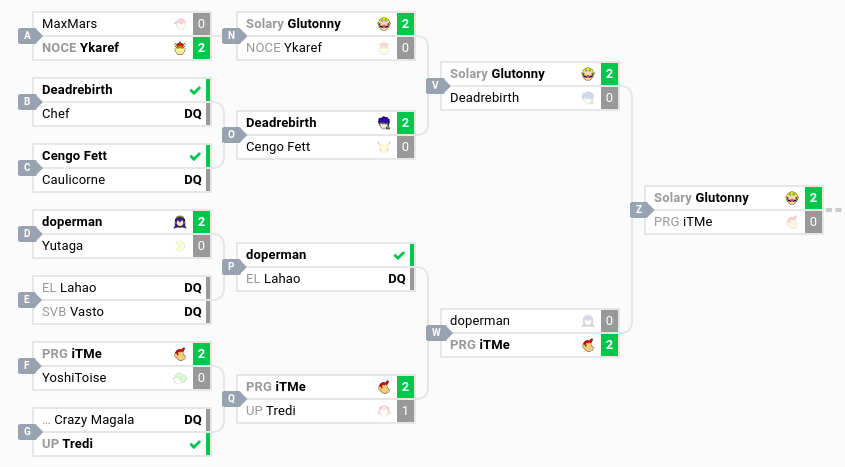 A
MaxMars 0
NOCE Ykaref 2
B
Deadrebirth
Chef DQ
C
Cengo Fett
Caulicorne DQ
D
doperman 2
Yutaga 0
E
EL Lahao DQ
SVB Vasto DQ
F
PRG iTMe 2
YoshiToise 0
G
... Crazy Magala DQ
UP Tredi
N
Solary Glutonny 2
NOCE Ykaref 0
O
Deadrebirth 2
Cengo Fett 0
P
doperman
EL Lahao DQ
Q
PRG iTMe 2
UP Tredi 1
V
Solary Glutonny 2
Deadrebirth 0
W
doperman 0
PRG iTMe 2
Z
Solary Glutonny 2
PRG iTMe 0